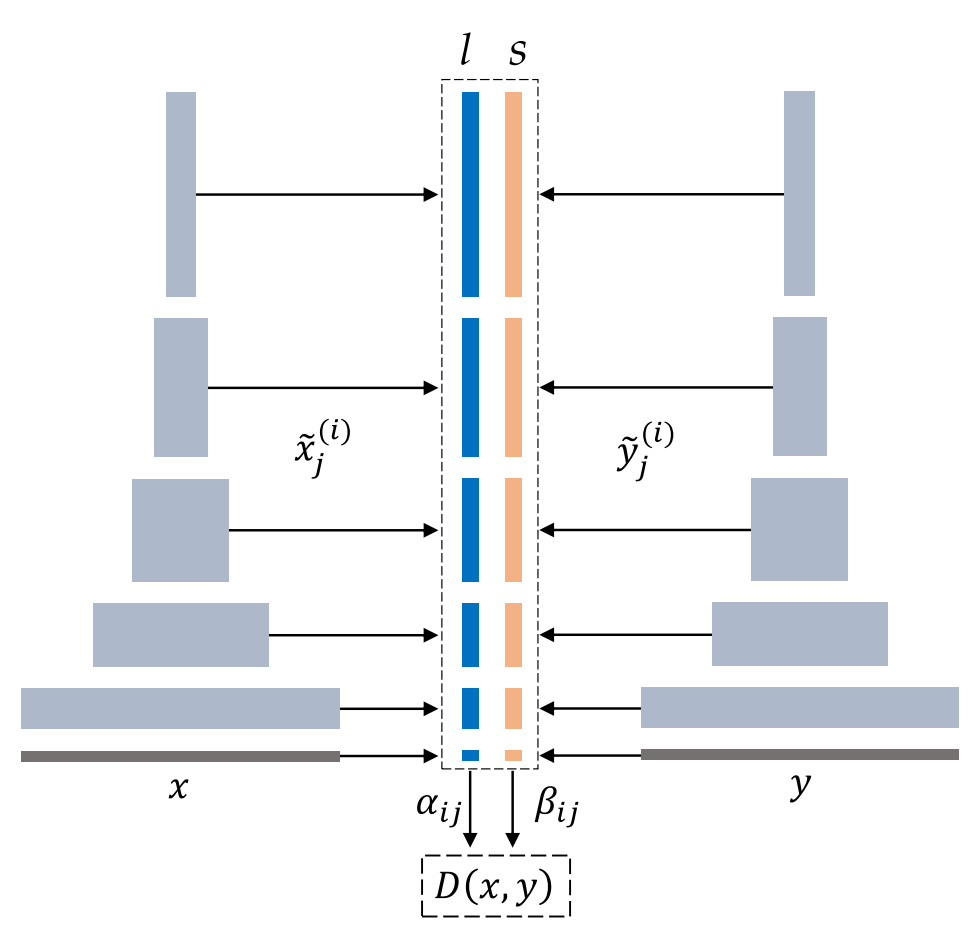 l s
x̃_j^(i) ỹ_j^(i)
x y
α_ij β_ij
D(x, y)